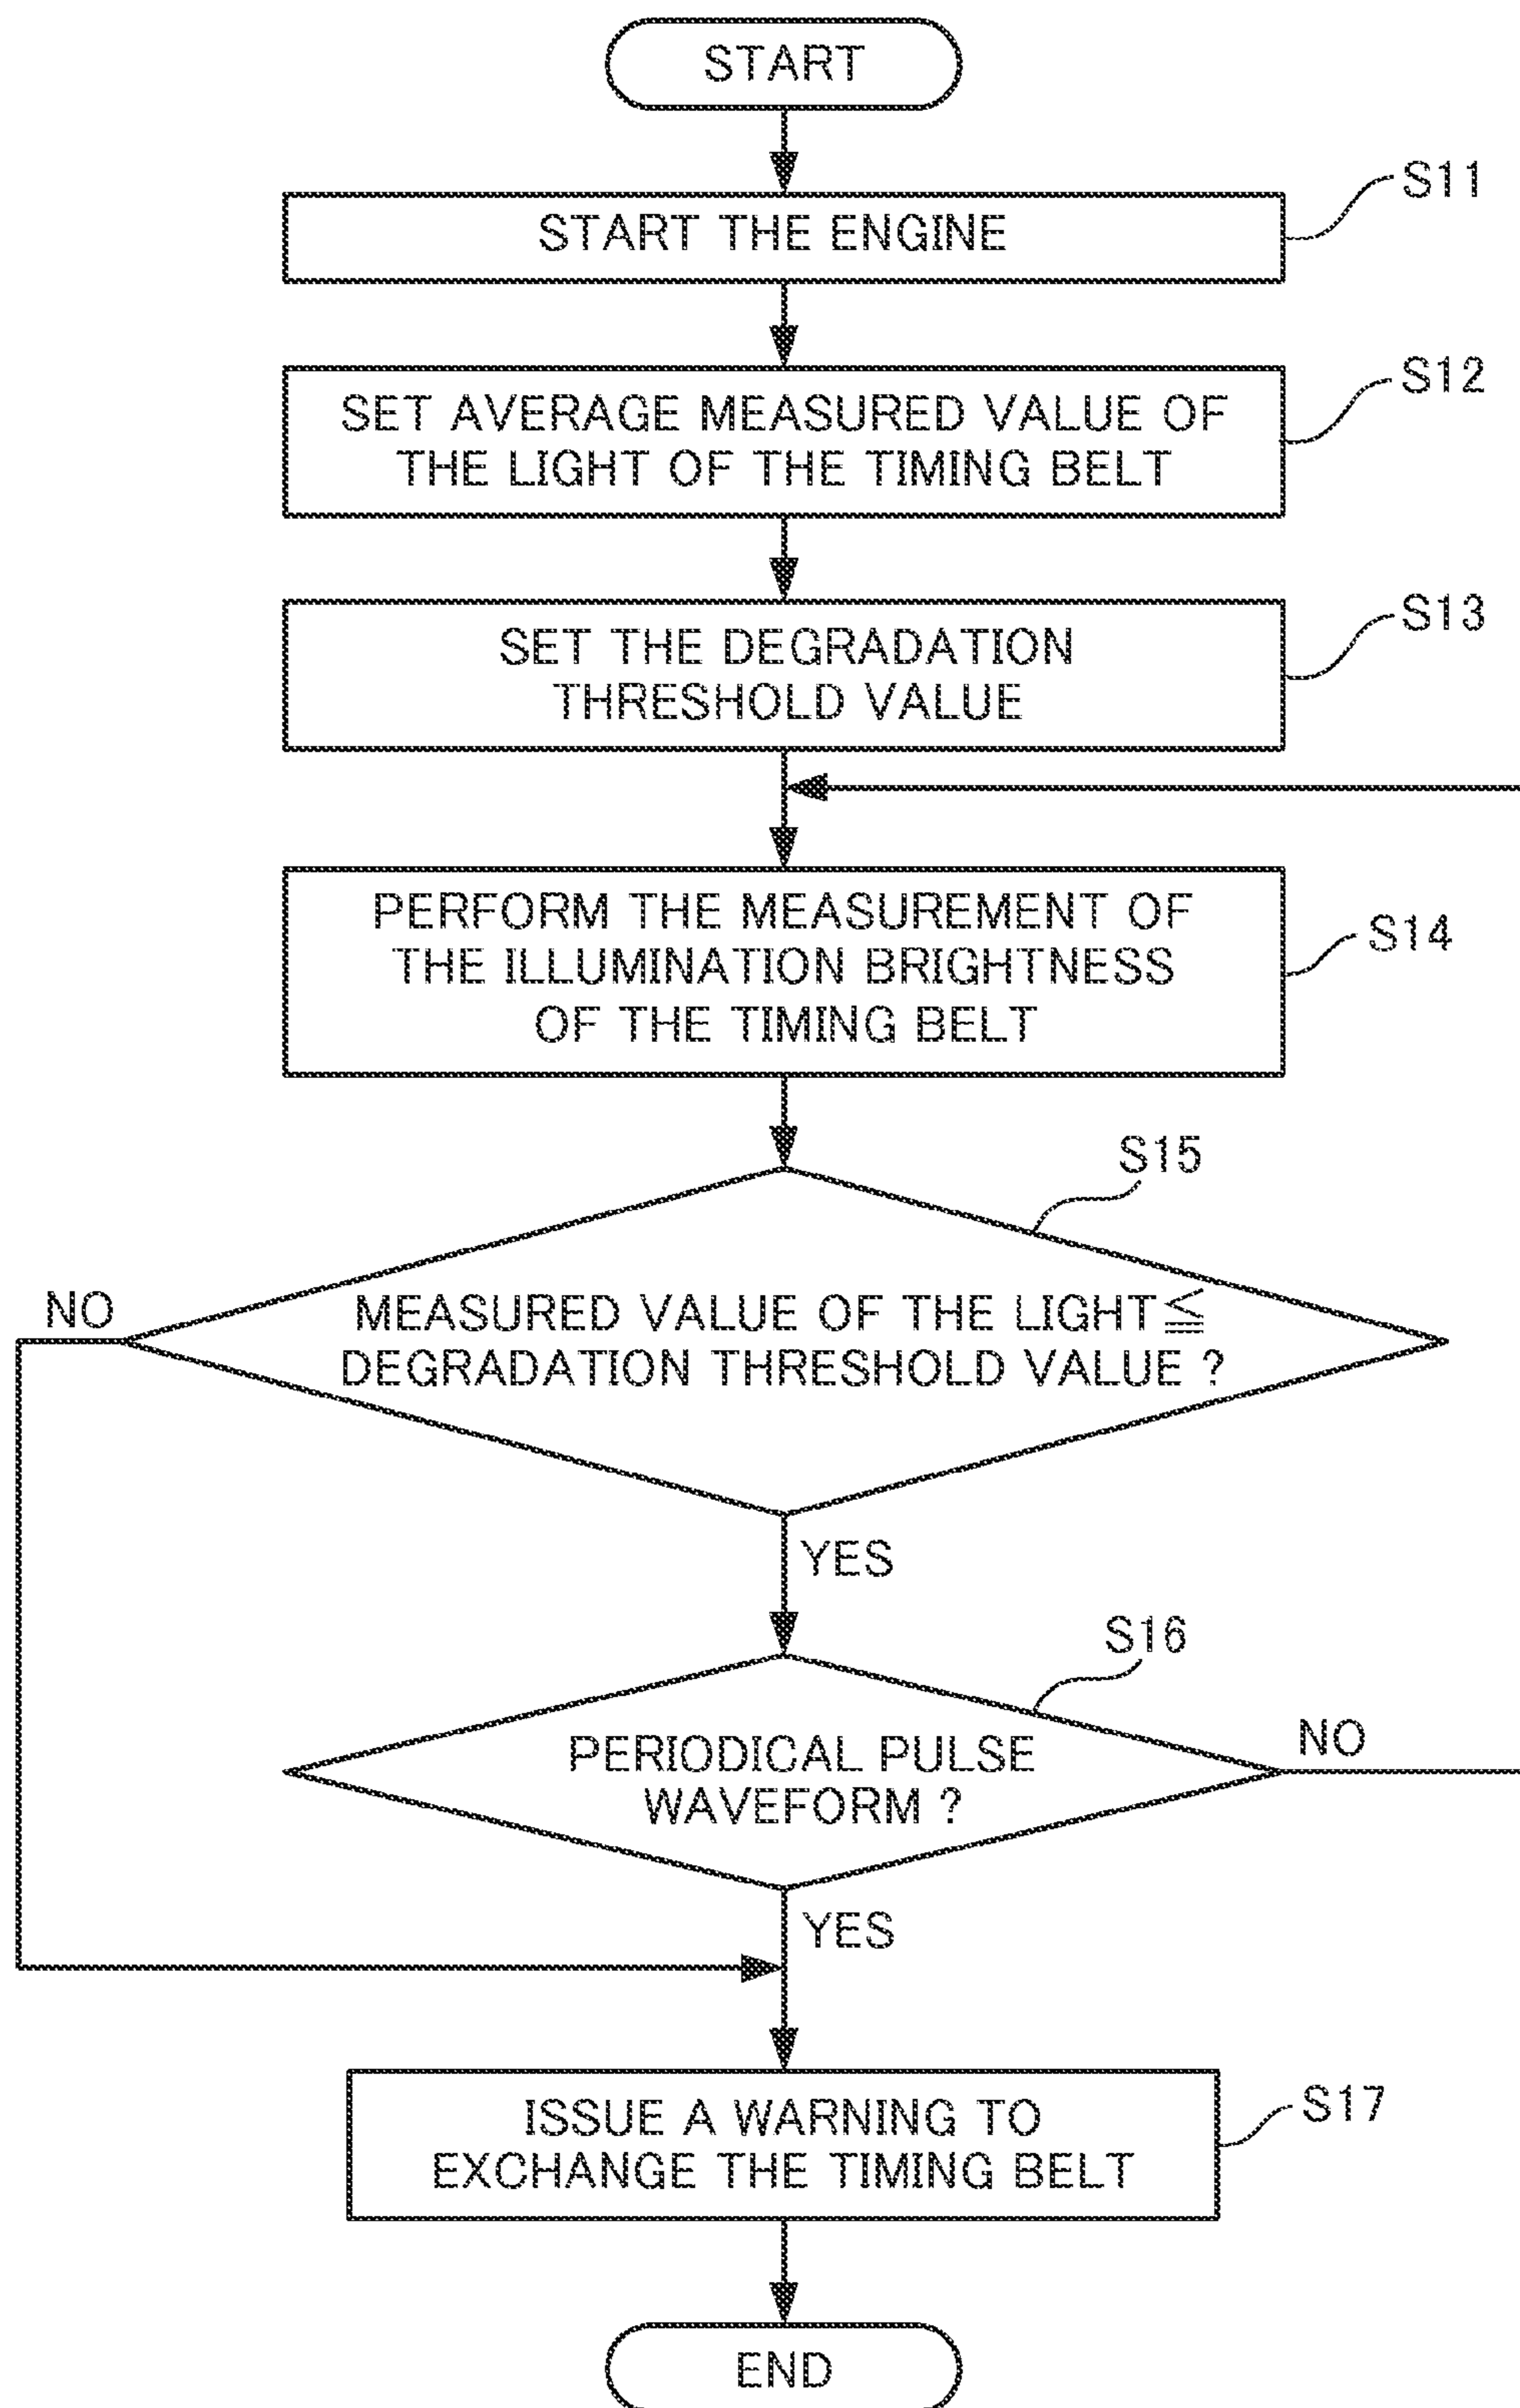 START
S11
START THE ENGINE
S12
SET AVERAGE MEASURED VALUE OF
THE LIGHT OF THE TIMING BELT
S13
SET THE DEGRADATION
THRESHOLD VALUE
S14
PERFORM THE MEASUREMENT OF
THE ILLUMINATION BRIGHTNESS
OF THE TIMING BELT
S15
NO
MEASURED VALUE OF THE LIGHT≦
DEGRADATION THRESHOLD VALUE ?
YES
S16
NO
PERIODICAL PULSE
WAVEFORM ?
YES
S17
ISSUE A WARNING TO
EXCHANGE THE TIMING BELT
END